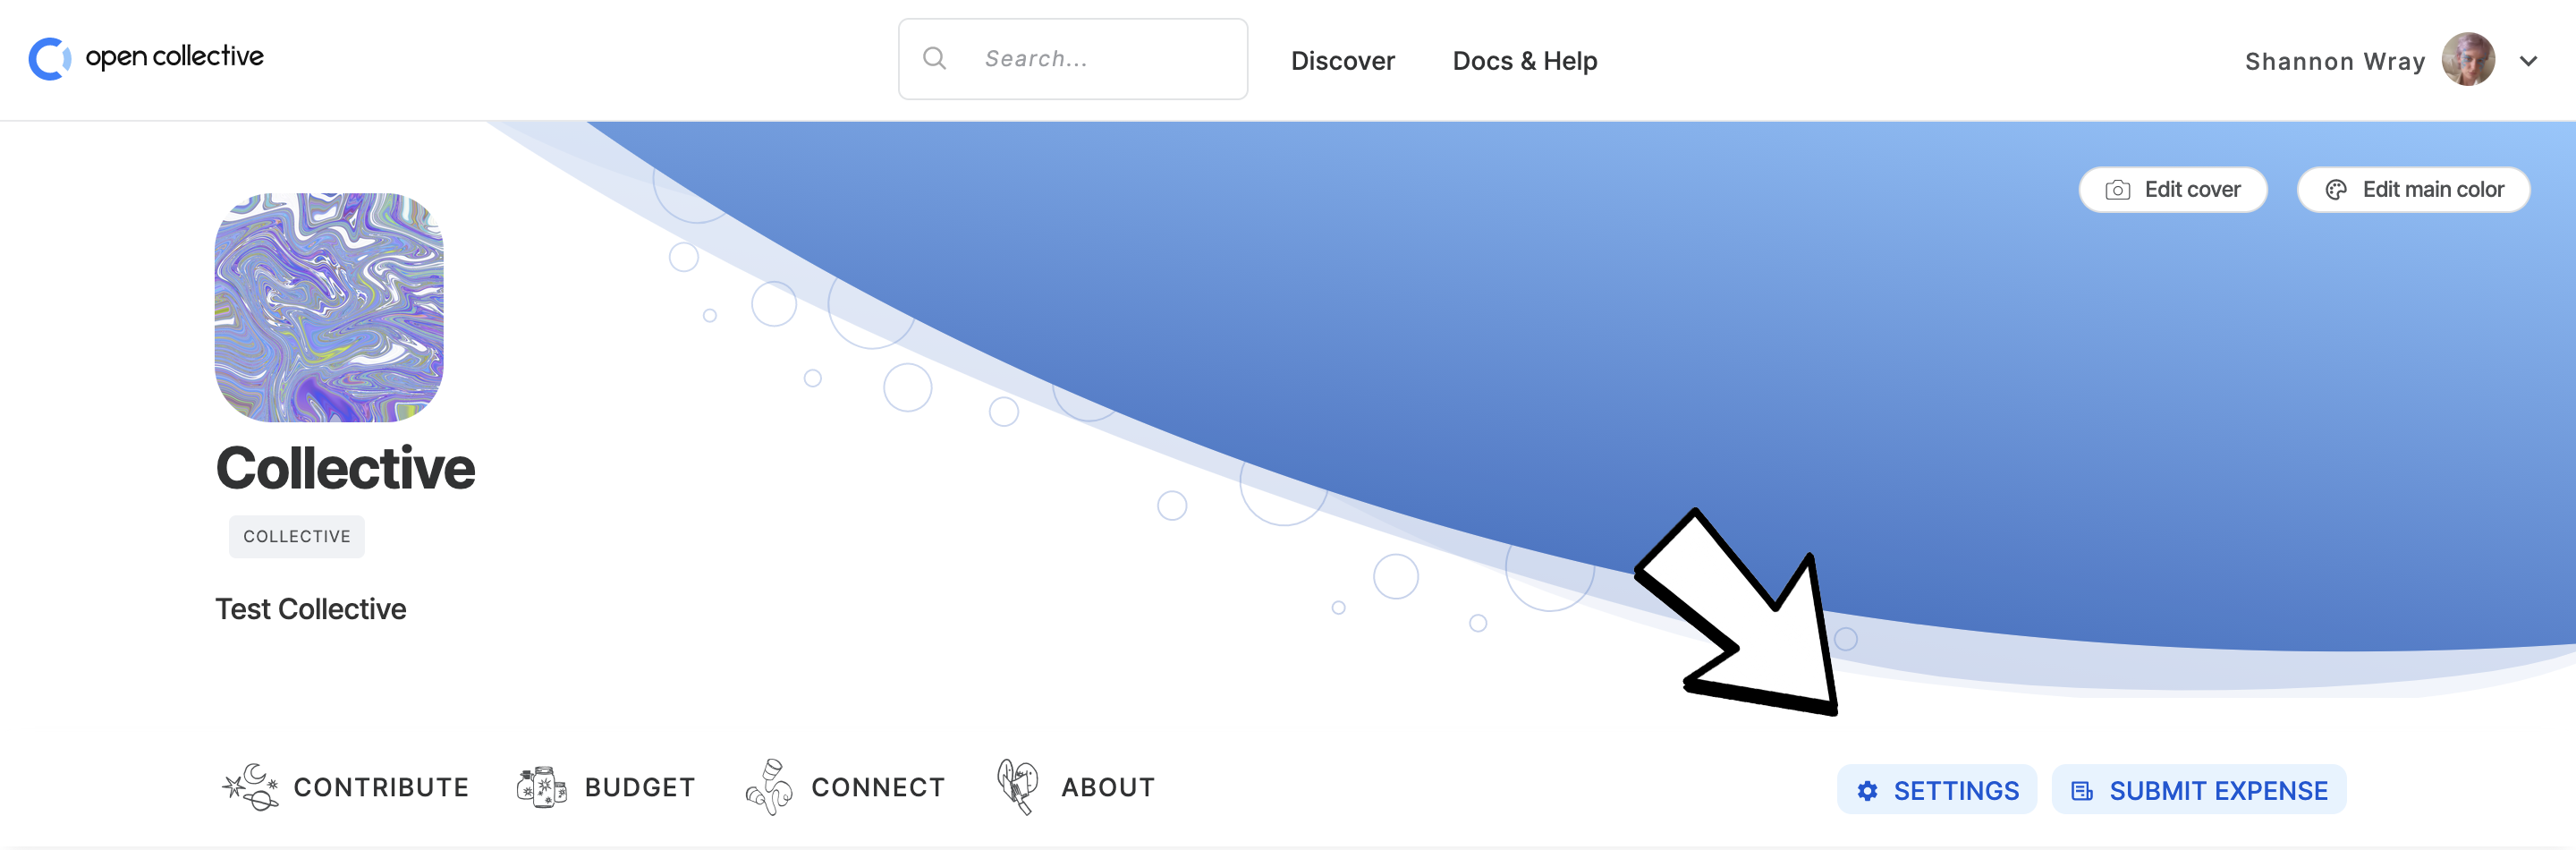 open collective
Search...
Discover
Docs & Help
Shannon Wray
Edit cover
Edit main color
Collective
COLLECTIVE
Test Collective
CONTRIBUTE
BUDGET
CONNECT
ABOUT
SETTINGS
SUBMIT EXPENSE